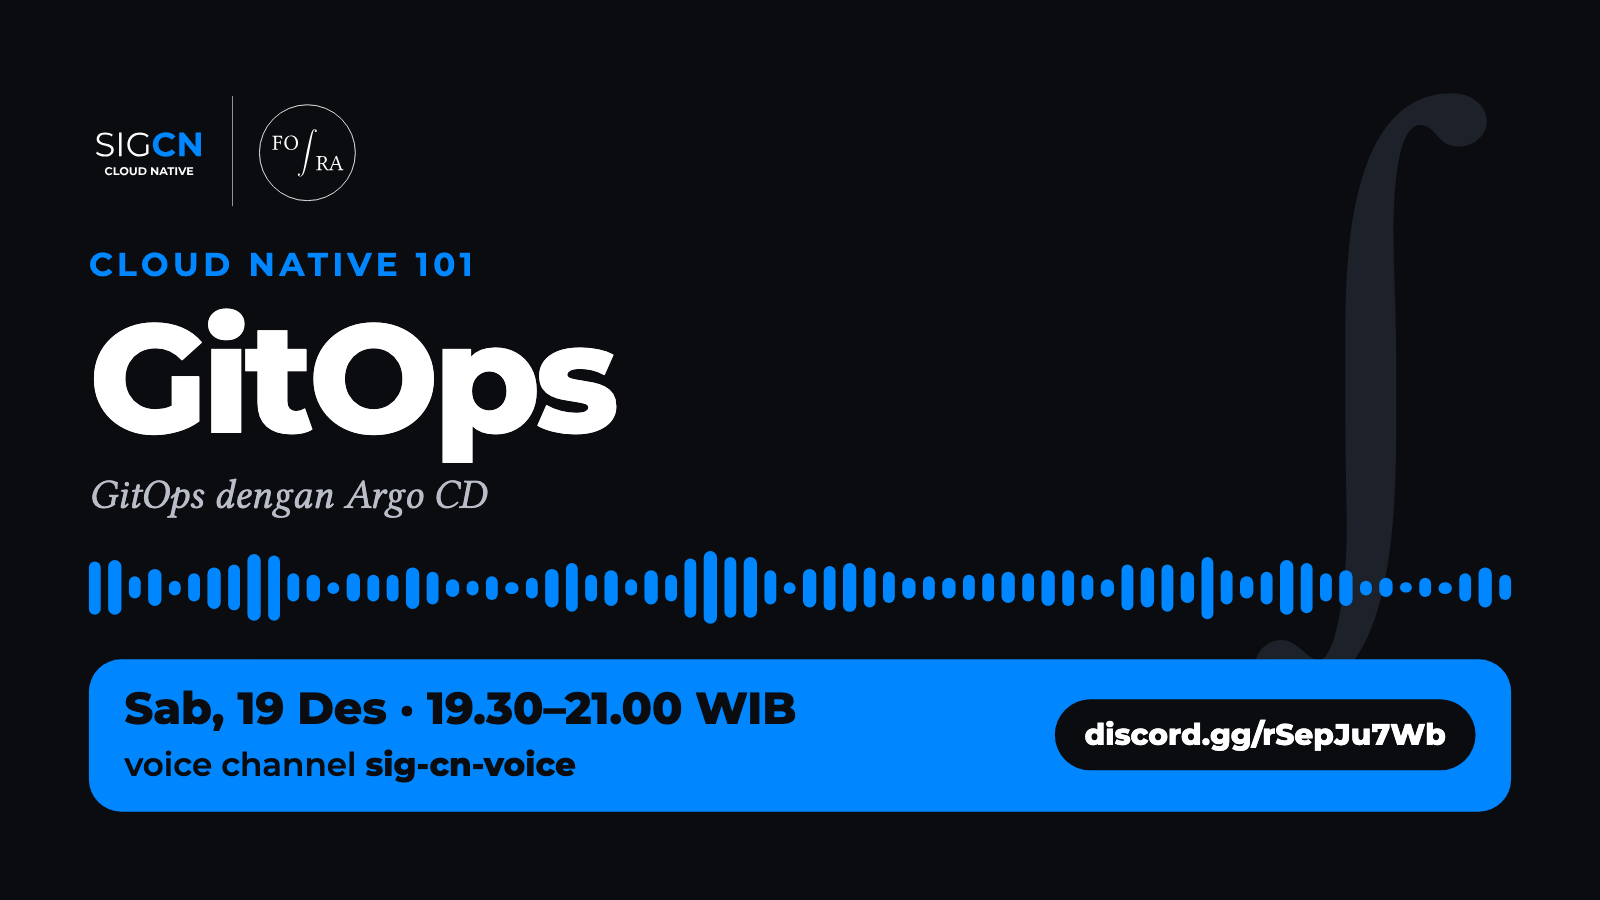 SIGCN
CLOUD NATIVE
FO∫RA
CLOUD NATIVE 101
GitOps
GitOps dengan Argo CD
Sab, 19 Des • 19.30–21.00 WIB
voice channel sig-cn-voice
discord.gg/rSepJu7Wb